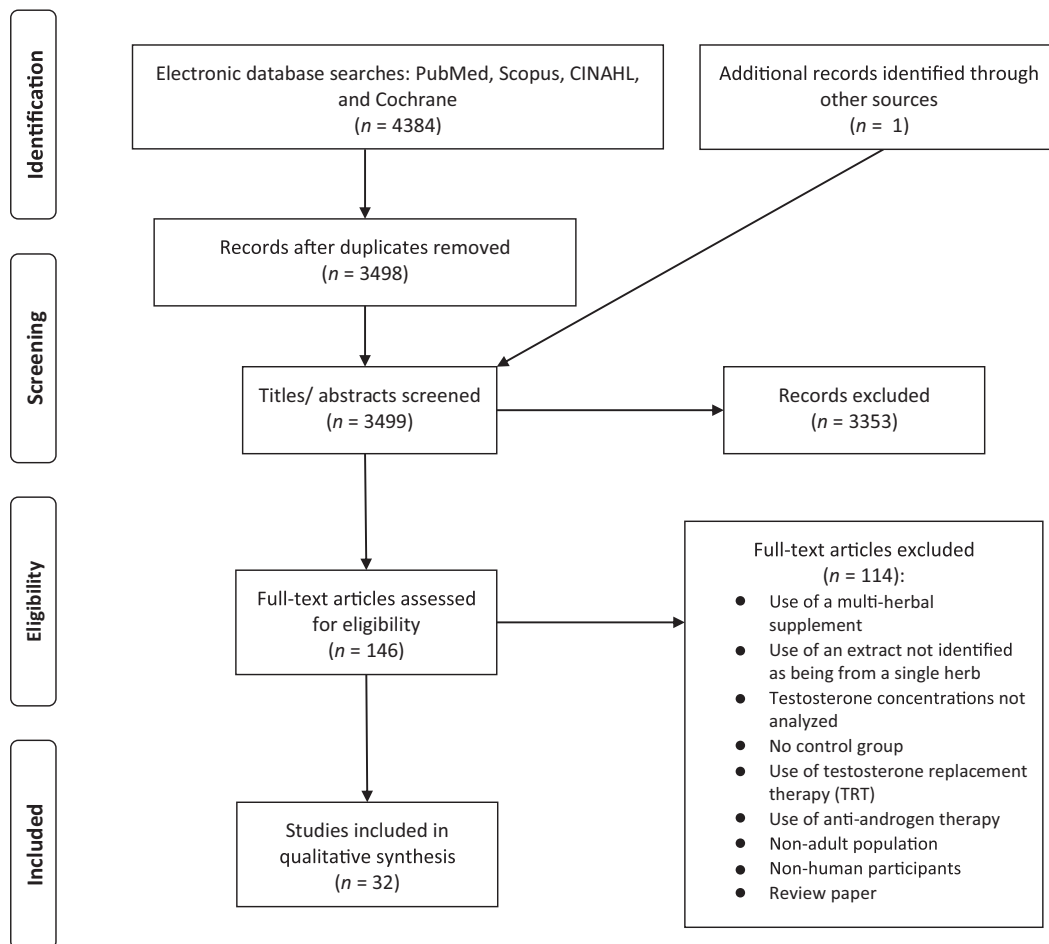 Identification
Electronic database searches: PubMed, Scopus, CINAHL,
and Cochrane
(n = 4384)
Additional records identified through
other sources
(n = 1)
Records after duplicates removed
(n = 3498)
Screening
Titles/ abstracts screened
(n = 3499)
Records excluded
(n = 3353)
Eligibility
Full-text articles assessed
for eligibility
(n = 146)
Full-text articles excluded
(n = 114):
● Use of a multi-herbal
supplement
● Use of an extract not identified
as being from a single herb
● Testosterone concentrations not
analyzed
● No control group
● Use of testosterone replacement
therapy (TRT)
● Use of anti-androgen therapy
● Non-adult population
● Non-human participants
● Review paper
Included
Studies included in
qualitative synthesis
(n = 32)